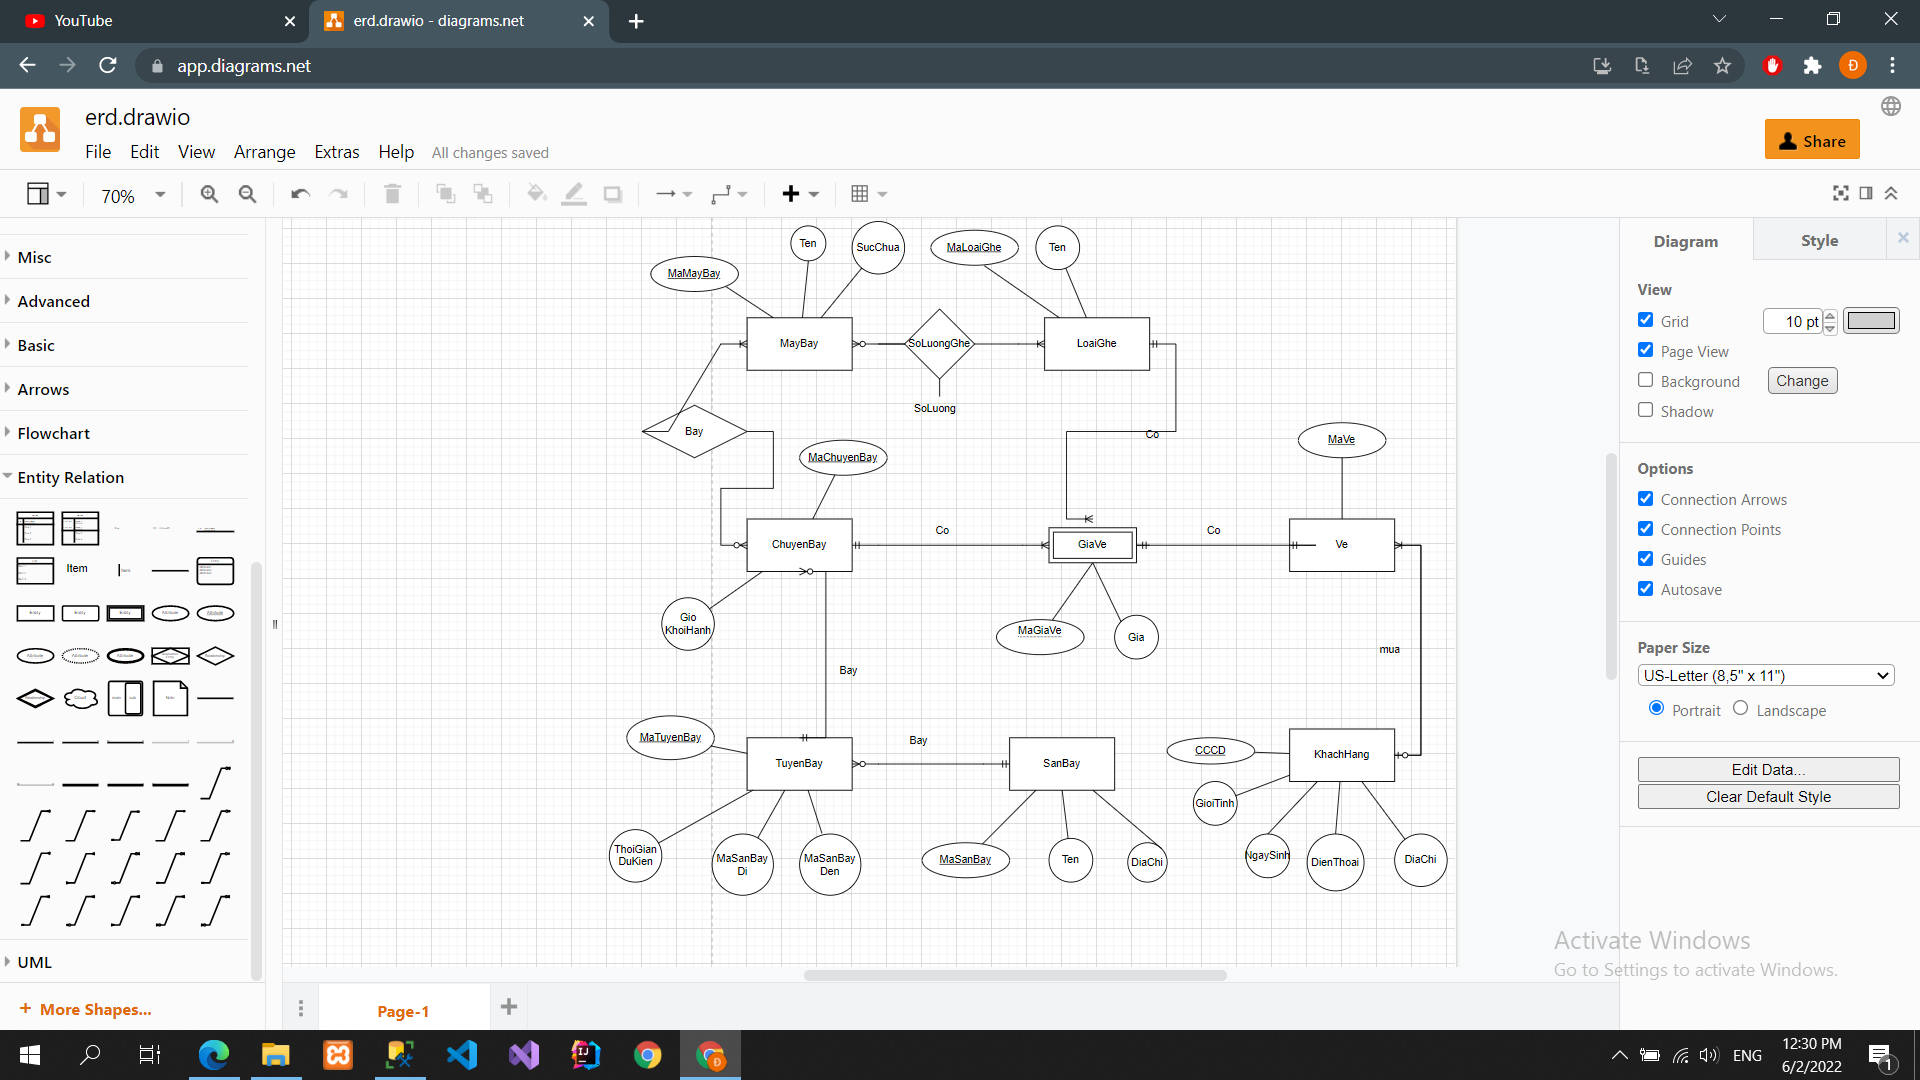 YouTube
erd.drawio - diagrams.net
app.diagrams.net
Đ
erd.drawio
File Edit View Arrange Extras Help All changes saved
Share
70%
Misc
Advanced
Basic
Arrows
Flowchart
Entity Relation
Item
UML
+ More Shapes...
Ten
SucChua
MaLoaiGhe
Ten
MaMayBay
MayBay
SoLuongGhe
LoaiGhe
SoLuong
Bay
Co
MaVe
MaChuyenBay
ChuyenBay
Co
GiaVe
Co
Ve
Gio
KhoiHanh
MaGiaVe
Gia
mua
Bay
MaTuyenBay
TuyenBay
Bay
SanBay
CCCD
KhachHang
GioiTinh
ThoiGian
DuKien
MaSanBay
Di
MaSanBay
Den
MaSanBay
Ten
DiaChi
NgaySinh
DienThoai
DiaChi
Diagram
Style
View
Grid
10 pt
Page View
Background
Change
Shadow
Options
Connection Arrows
Connection Points
Guides
Autosave
Paper Size
US-Letter (8,5" x 11")
Portrait
Landscape
Edit Data...
Clear Default Style
Activate Windows
Go to Settings to activate Windows.
Page-1
ENG
12:30 PM
6/2/2022
1